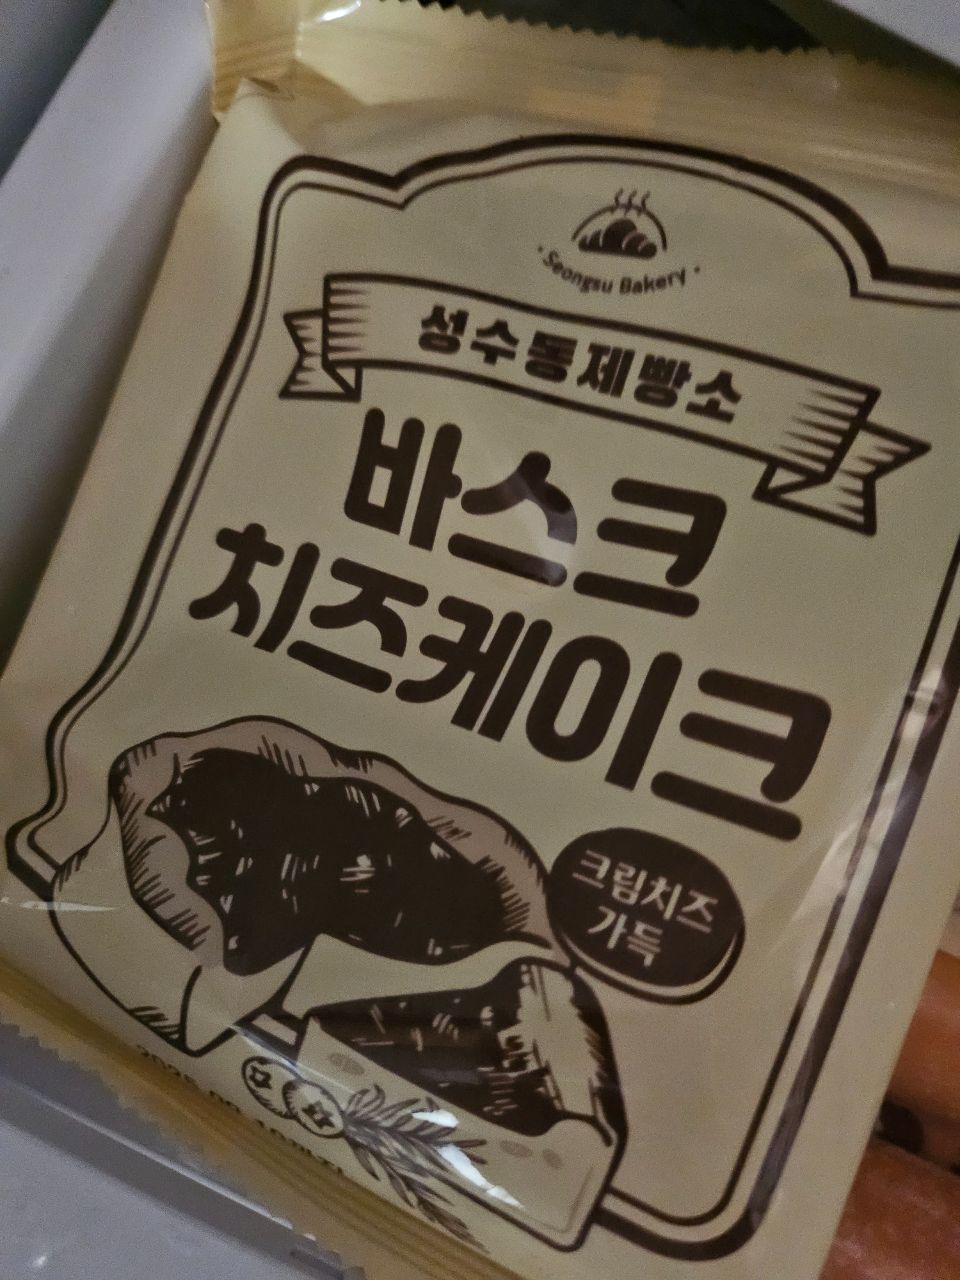 Seongsu Bakery
성수동제빵소
바스크
치즈케이크
크림치즈
가득